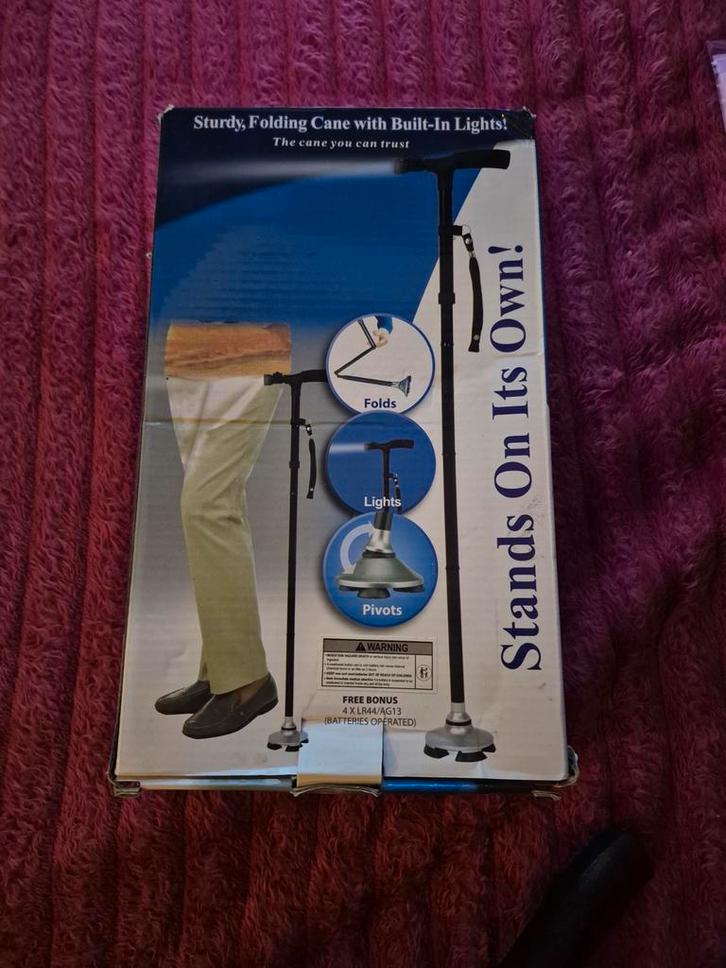 Sturdy, Folding Cane with Built-In Lights!
The cane you can trust
Stands On Its Own!
Folds
Lights
Pivots
WARNING
FREE BONUS
4 X LR44/AG13
(BATTERIES OPERATED)